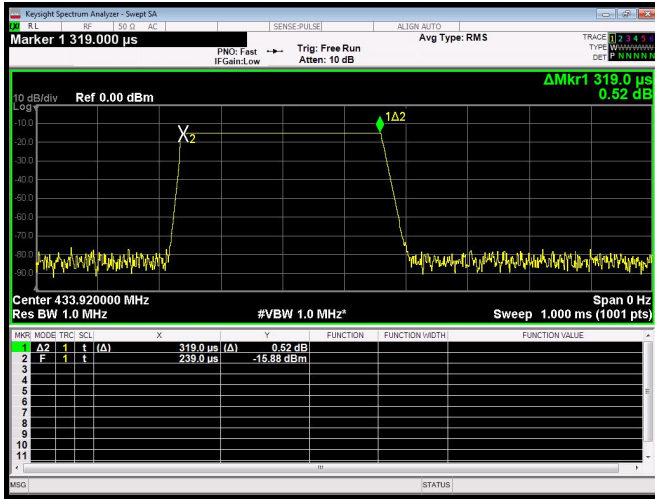 Keysight Spectrum Analyzer - Swept SA
RL RF 50 Ω AC SENSE:PULSE ALIGN AUTO
Marker 1 319.000 µs Avg Type: RMS TRACE 1 2 3 4 5 6
PNO: Fast Trig: Free Run TYPE WWWWWW
IFGain:Low Atten: 10 dB DET P NNNNN
ΔMkr1 319.0 µs
10 dB/div Ref 0.00 dBm 0.52 dB
Log
-10.0
1Δ2
X2
-20.0
-30.0
-40.0
-50.0
-60.0
-70.0
-80.0
-90.0
Center 433.920000 MHz Span 0 Hz
Res BW 1.0 MHz #VBW 1.0 MHz* Sweep 1.000 ms (1001 pts)
MKR MODE TRC SCL X Y FUNCTION FUNCTION WIDTH FUNCTION VALUE
1 Δ2 1 t (Δ) 319.0 µs (Δ) 0.52 dB
2 F 1 t 239.0 µs -15.88 dBm
3
4
5
6
7
8
9
10
11
MSG STATUS